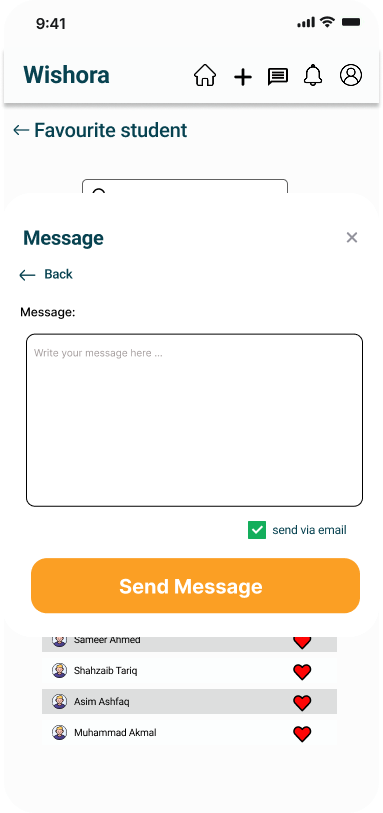 9:41
Wishora
Favourite student
Message
Back
Message:
Write your message here ...
send via email
Send Message
Sameer Ahmed
Shahzaib Tariq
Asim Ashfaq
Muhammad Akmal